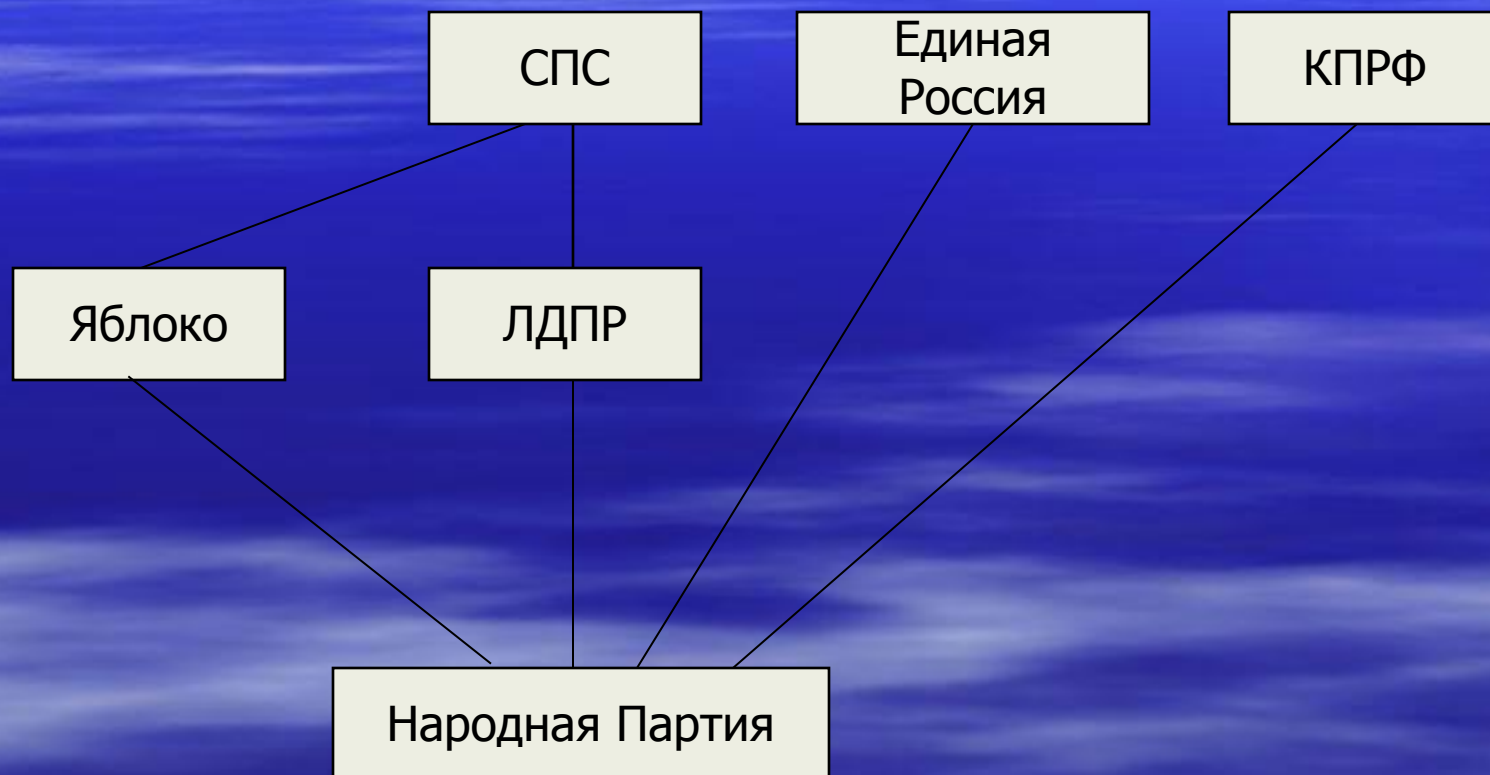 СПС
Единая
Россия
КПРФ
Яблоко
ЛДПР
Народная Партия